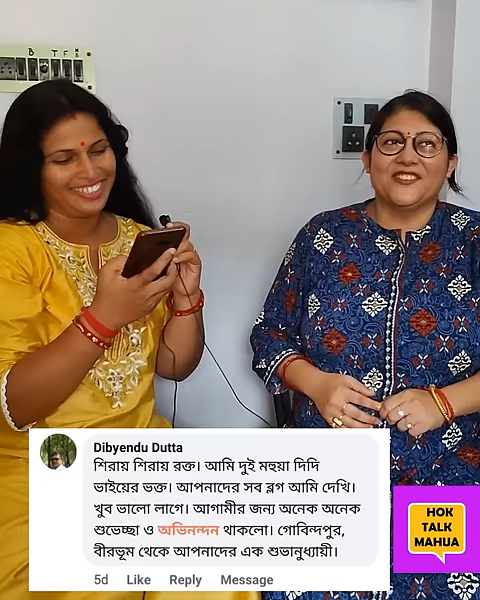 B T F
Dibyendu Dutta
শিরায় শিরায় রক্ত। আমি দুই মহুয়া দিদি
ভাইয়ের ভক্ত। আপনাদের সব ব্লগ আমি দেখি।
খুব ভালো লাগে। আগামীর জন্য অনেক অনেক
শুভেচ্ছা ও অভিনন্দন থাকলো। গোবিন্দপুর,
বীরভূম থেকে আপনাদের এক শুভানুধ্যায়ী।
5d Like Reply Message
HOK
TALK
MAHUA